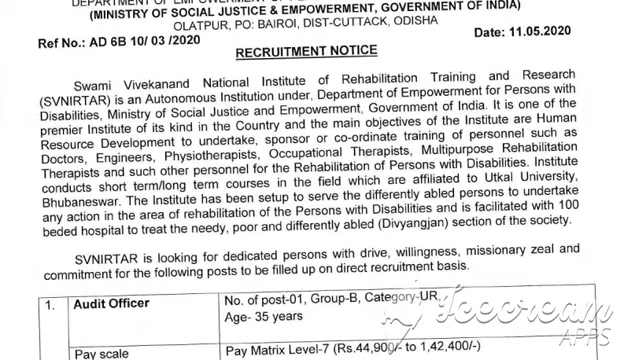 DEPARTMENT OF EMPOWERMENT OF
(MINISTRY OF SOCIAL JUSTICE & EMPOWERMENT, GOVERNMENT OF INDIA)
OLATPUR, PO: BAIROI, DIST-CUTTACK, ODISHA
Ref No.: AD 6B 10/ 03 /2020 Date: 11.05.2020
RECRUITMENT NOTICE
Swami Vivekanand National Institute of Rehabilitation Training and Research
(SVNIRTAR) is an Autonomous Institution under, Department of Empowerment for Persons with
Disabilities, Ministry of Social Justice and Empowerment, Government of India. It is one of the
premier Institute of its kind in the Country and the main objectives of the Institute are Human
Resource Development to undertake, sponsor or co-ordinate training of personnel such as
Doctors, Engineers, Physiotherapists, Occupational Therapists, Multipurpose Rehabilitation
Therapists and such other personnel for the Rehabilitation of Persons with Disabilities. Institute
conducts short term/long term courses in the field which are affiliated to Utkal University,
Bhubaneswar. The Institute has been setup to serve the differently abled persons to undertake
any action in the area of rehabilitation of the Persons with Disabilities and is facilitated with 100
beded hospital to treat the needy, poor and differently abled (Divyangjan) section of the society.
SVNIRTAR is looking for dedicated persons with drive, willingness, missionary zeal and
commitment for the following posts to be filled up on direct recruitment basis.
1. Audit Officer No. of post-01, Group-B, Category-UR,
Age- 35 years
Icecream
APPS
Pay scale Pay Matrix Level-7 (Rs.44,900/- to 1,42,400/-)